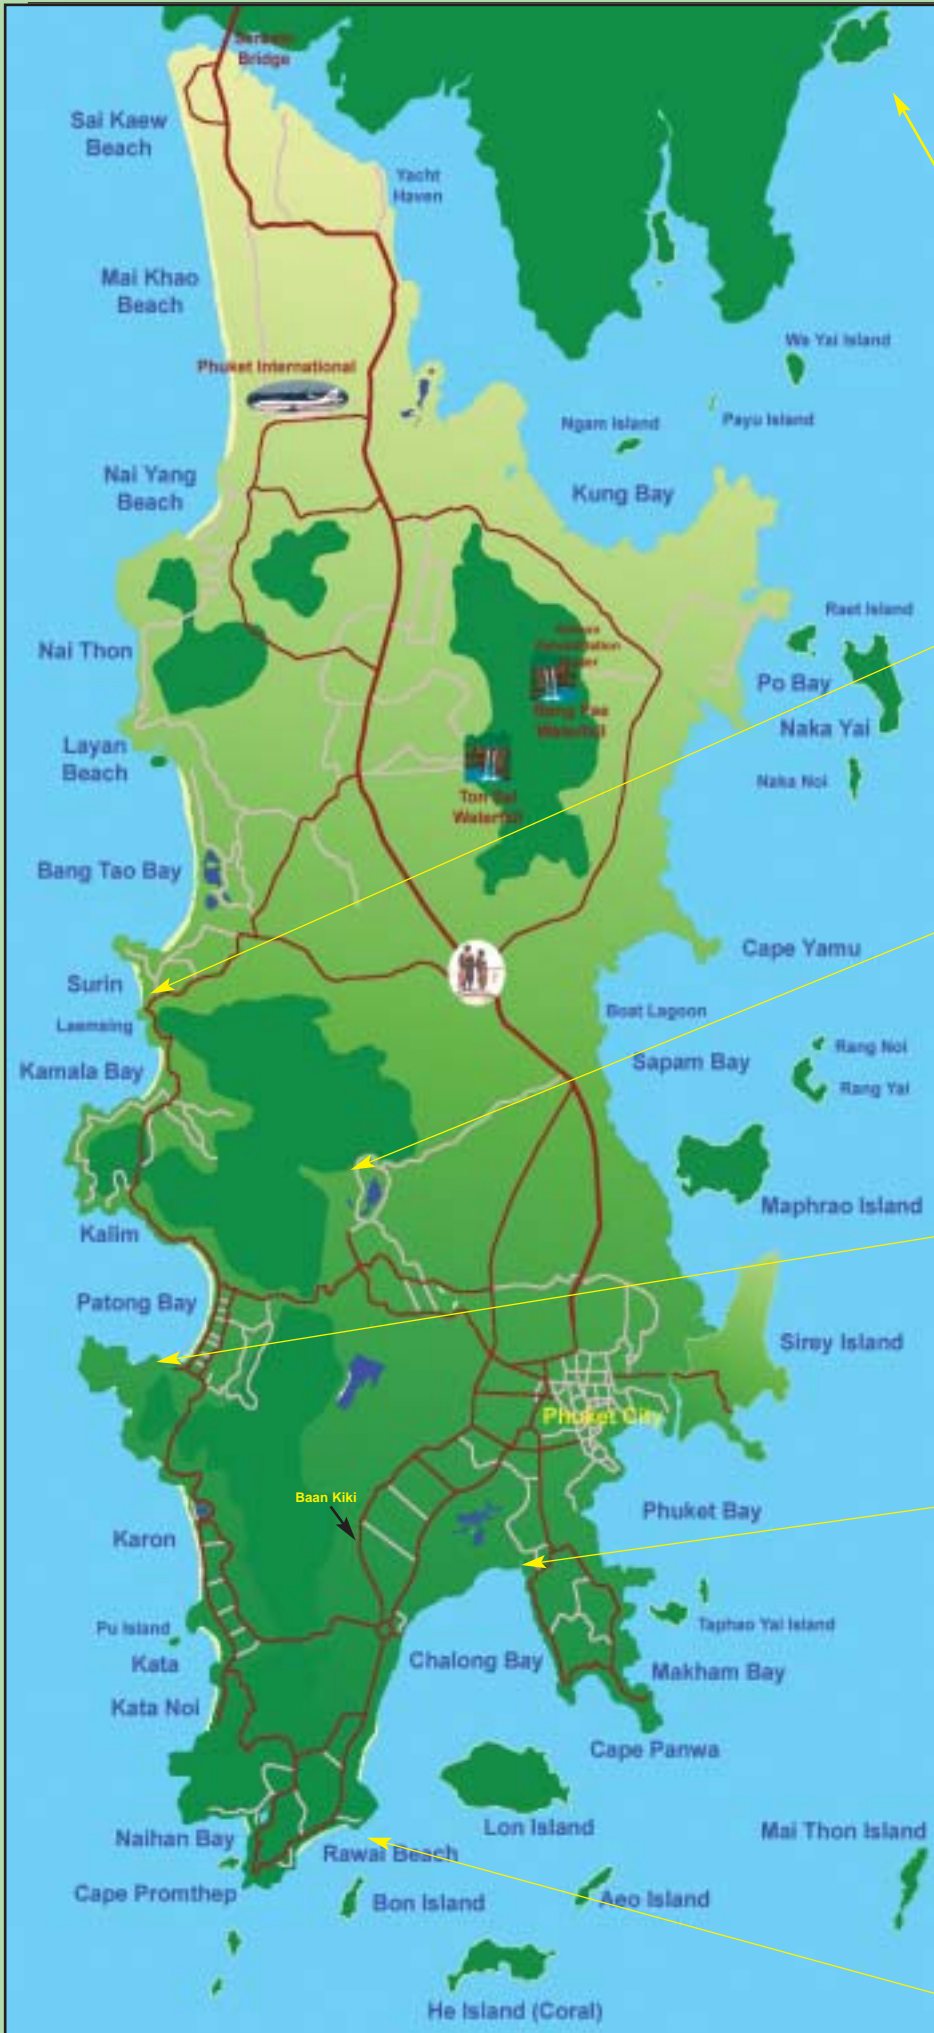 Bridge
Sai Kaew
Beach
Yacht
Haven
Mai Khao
Beach
Phuket International
Wa Yai Island
Payu Island
Ngam Island
Kung Bay
Nai Yang
Beach
Raet Island
Nai Thon
Po Bay
Naka Yai
Bang Pae
Waterfall
Layan
Beach
Naka Noi
Ton Sai
Waterfall
Bang Tao Bay
Cape Yamu
Surin
Boat Lagoon
Laemsing
Rang Noi
Sapam Bay
Kamala Bay
Rang Yai
Maphrao Island
Kalim
Patong Bay
Sirey Island
Phuket City
Baan Kiki
Phuket Bay
Karon
Pu Island
Taphao Yai Island
Kata
Chalong Bay
Makham Bay
Kata Noi
Cape Panwa
Lon Island
Mai Thon Island
Naihan Bay
Rawai Beach
Cape Promthep
Bon Island
Aeo Island
He Island (Coral)